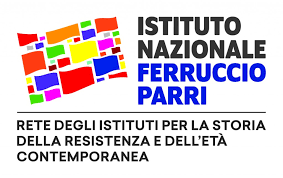 ISTITUTO
NAZIONALE
FERRUCCIO
PARRI
RETE DEGLI ISTITUTI PER LA STORIA
DELLA RESISTENZA E DELL'ETÀ
CONTEMPORANEA